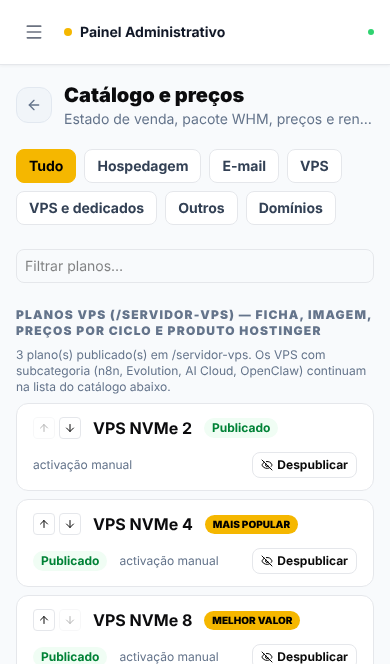 Painel Administrativo
Catálogo e preços
Estado de venda, pacote WHM, preços e ren...
Tudo
Hospedagem
E-mail
VPS
VPS e dedicados
Outros
Domínios
Filtrar planos...
PLANOS VPS (/SERVIDOR-VPS) — FICHA, IMAGEM,
PREÇOS POR CICLO E PRODUTO HOSTINGER
3 plano(s) publicado(s) em /servidor-vps. Os VPS com
subcategoria (n8n, Evolution, AI Cloud, OpenClaw) continuam
na lista do catálogo abaixo.
VPS NVMe 2 Publicado
activação manual Despublicar
VPS NVMe 4 MAIS POPULAR
Publicado activação manual Despublicar
VPS NVMe 8 MELHOR VALOR
Publicado activação manual Despublicar